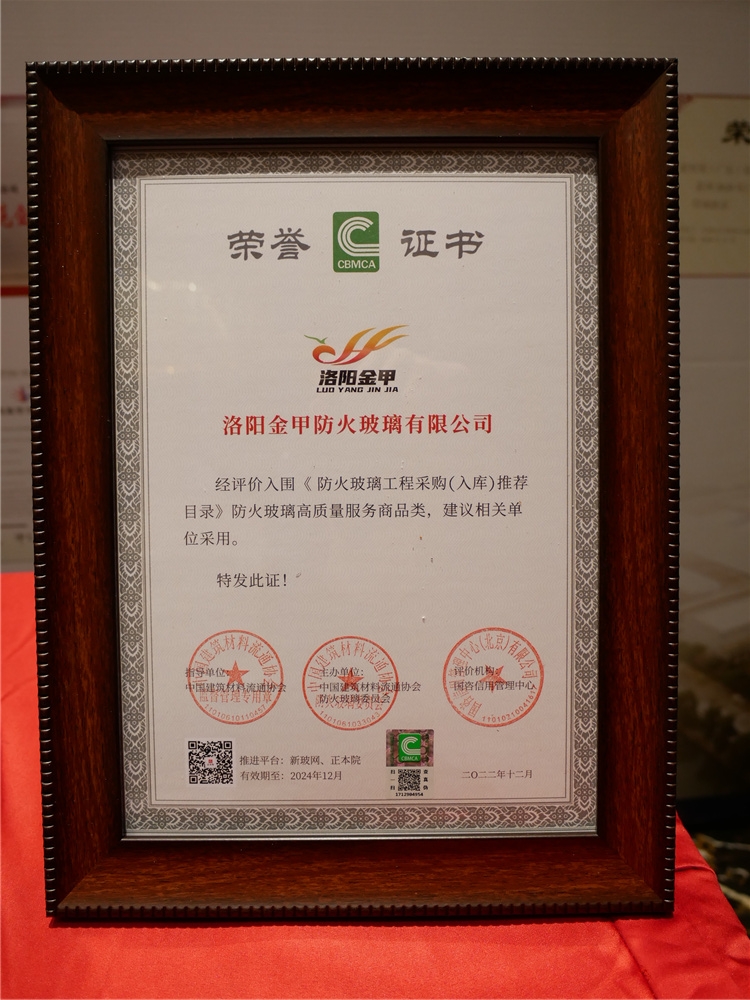 荣誉 CBMCA 证书
洛阳金甲
LUO YANG JIN JIA
洛阳金甲防火玻璃有限公司
经评价入围《防火玻璃工程采购(入库)推荐
目录》防火玻璃高质量服务商品类，建议相关单
位采用。
特发此证！
指导单位：
中国建筑材料流通协会
主办单位：
中国建筑材料流通协会
防火玻璃委员会
评价机构：
国咨信用管理中心
推进平台：新玻网、正本院
有效期至：2024年12月
CBMCA
扫一扫
查真伪
二〇二二年十二月